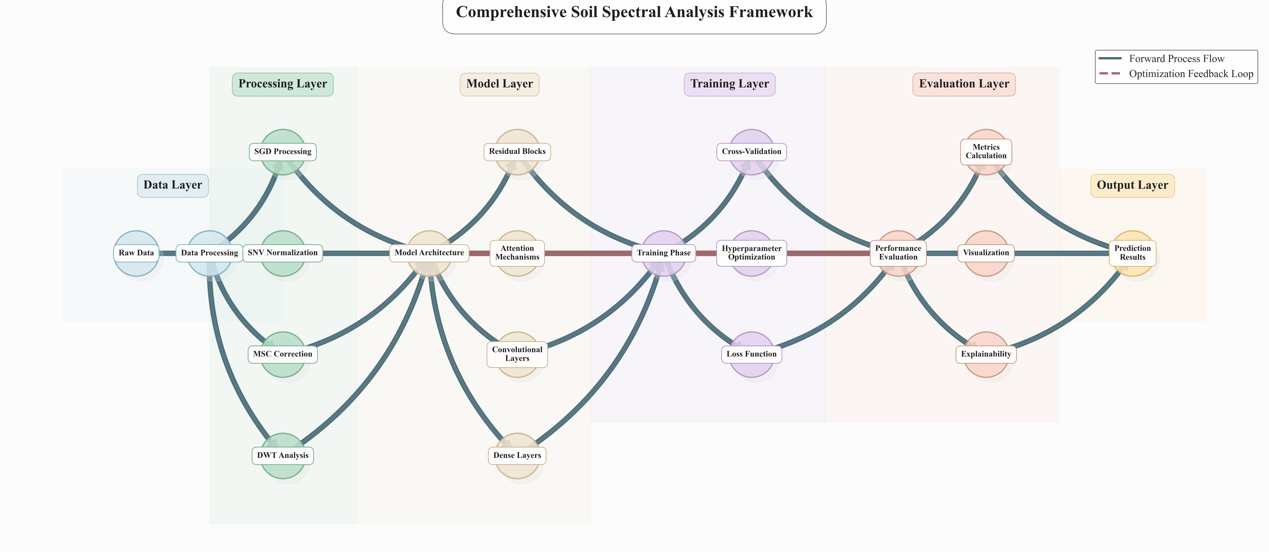 Comprehensive Soil Spectral Analysis Framework
Forward Process Flow
Optimization Feedback Loop
Processing Layer
Model Layer
Training Layer
Evaluation Layer
Data Layer
Output Layer
SGD Processing
Residual Blocks
Cross-Validation
Metrics
Calculation
Raw Data
Data Processing
SNV Normalization
Model Architecture
Attention
Mechanisms
Training Phase
Hyperparameter
Optimization
Performance
Evaluation
Visualization
Prediction
Results
MSC Correction
Convolutional
Layers
Loss Function
Explainability
DWT Analysis
Dense Layers